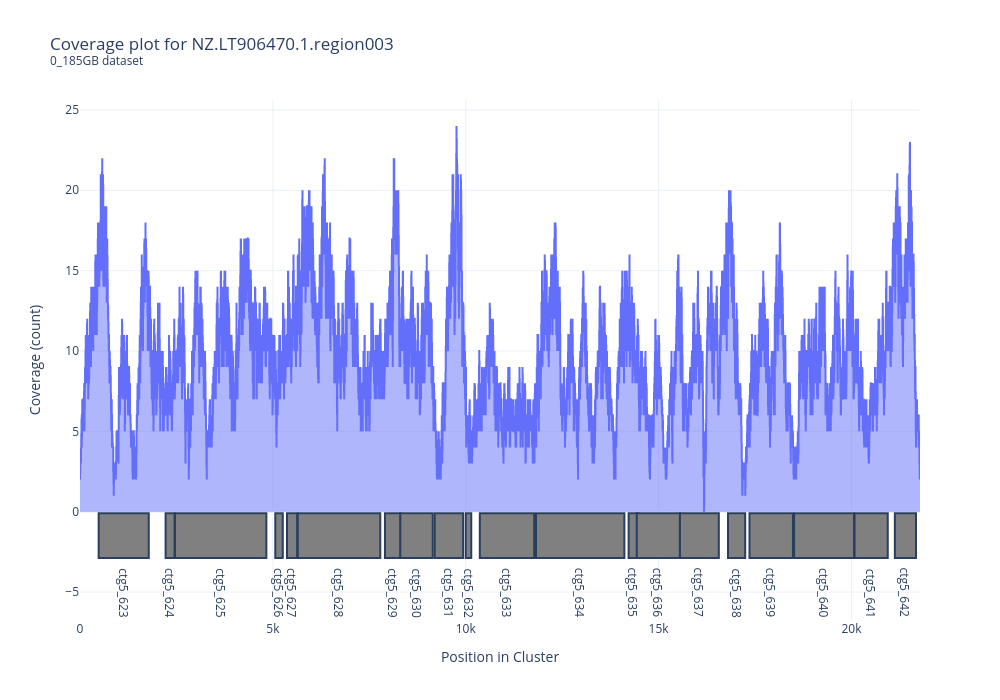 Coverage plot for NZ.LT906470.1.region003
0_185GB dataset
25
20
15
10
5
0
−5
Coverage (count)
ctg5_623
ctg5_624
ctg5_625
ctg5_626
ctg5_627
ctg5_628
ctg5_629
ctg5_630
ctg5_631
ctg5_632
ctg5_633
ctg5_634
ctg5_635
ctg5_636
ctg5_637
ctg5_638
ctg5_639
ctg5_640
ctg5_641
ctg5_642
0
5k
10k
15k
20k
Position in Cluster